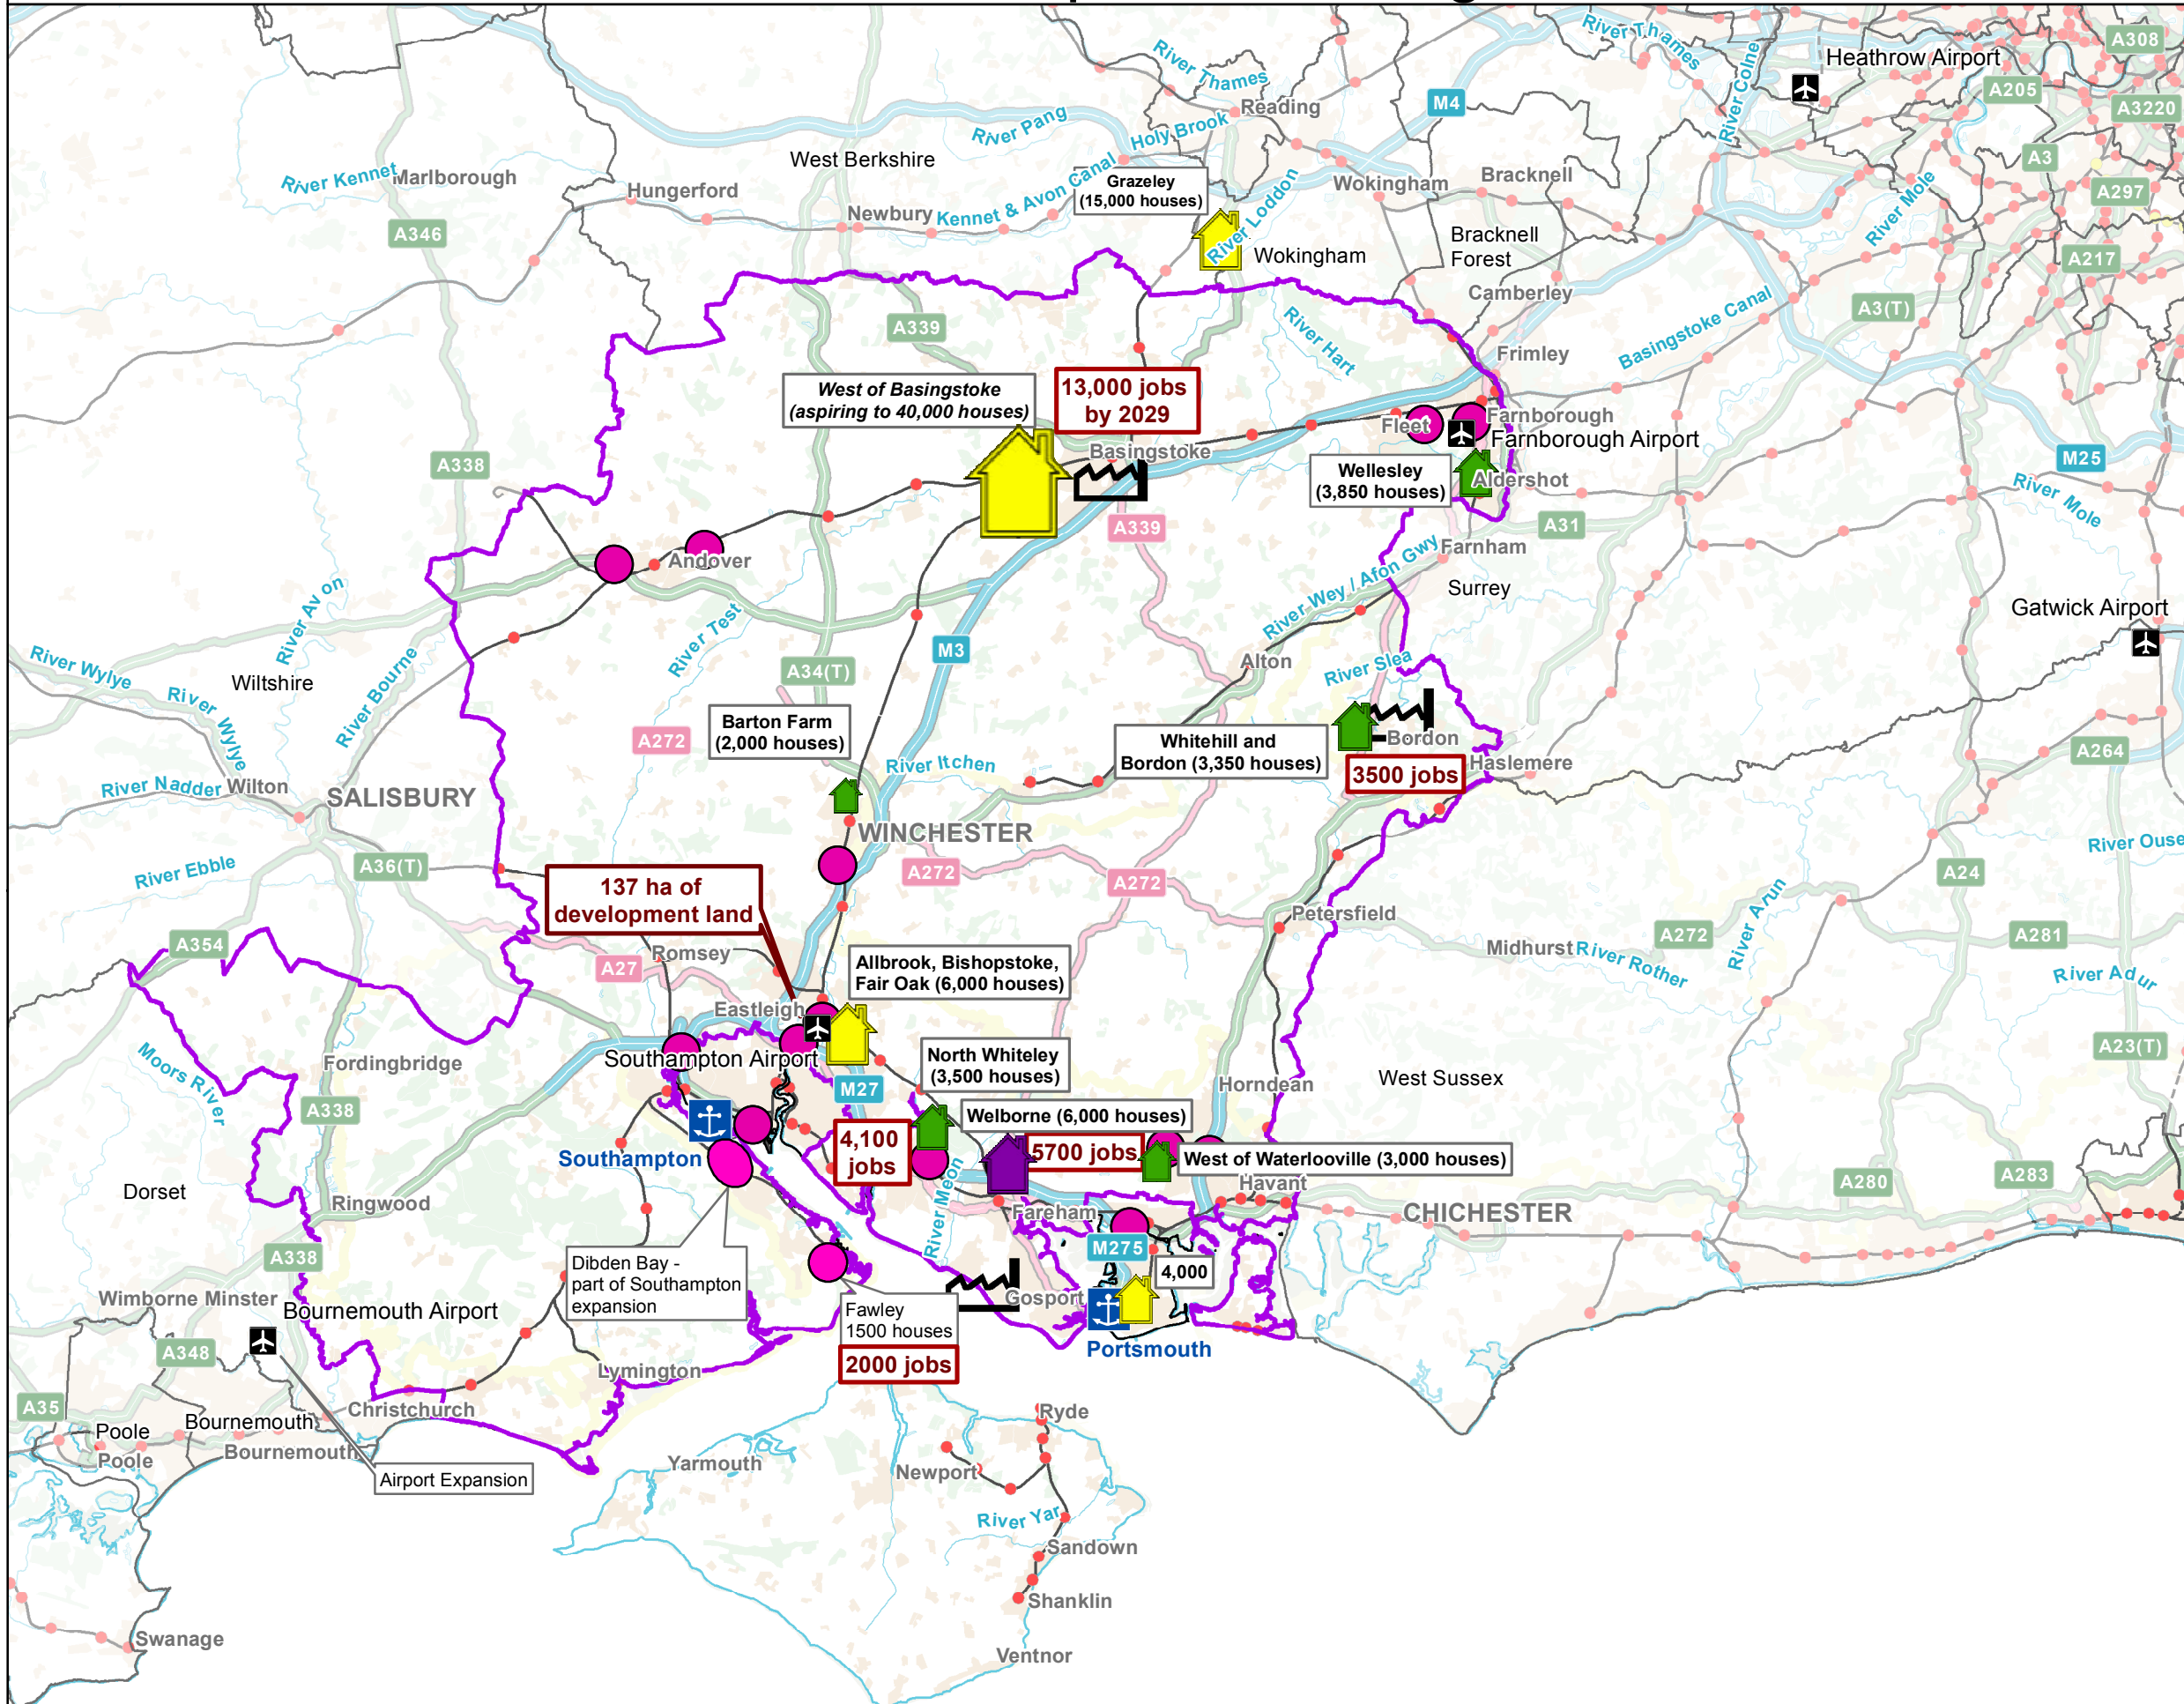 River Thames
River Colne
Heathrow Airport
A308
A205
A3220
River Thames
Reading
M4
River Pang
Holy Brook
A3
A297
West Berkshire
River Kennet
Marlborough
Hungerford
Newbury
Kennet & Avon Canal
Grazeley
(15,000 houses)
River Loddon
Wokingham
Bracknell
River Mole
A346
Wokingham
Bracknell
Forest
A217
Camberley
A339
River Hart
Basingstoke Canal
A3(T)
Frimley
West of Basingstoke
(aspiring to 40,000 houses)
13,000 jobs
by 2029
Fleet
Farnborough
Farnborough Airport
Basingstoke
A338
Wellesley
(3,850 houses)
Aldershot
M25
River Mole
A339
A31
Andover
Farnham
River Wey / Afon Gwy
Surrey
River Avon
River Test
Gatwick Airport
River Wylye
River Bourne
Wiltshire
M3
A34(T)
Alton
River Slea
River Wylye
Barton Farm
(2,000 houses)
A272
Whitehill and
Bordon (3,350 houses)
Bordon
A264
River Itchen
3500 jobs
Haslemere
River Nadder
Wilton
SALISBURY
WINCHESTER
River Ouse
River Ebble
A36(T)
A272
A272
A24
137 ha of
development land
River Arun
Petersfield
A354
Romsey
A27
Midhurst
River Rother
A272
A281
River Adur
Allbrook, Bishopstoke,
Fair Oak (6,000 houses)
Eastleigh
Moors River
Fordingbridge
Southampton Airport
North Whiteley
(3,500 houses)
A23(T)
M27
Horndean
West Sussex
A338
Welborne (6,000 houses)
4,100
jobs
5700 jobs
West of Waterlooville (3,000 houses)
Southampton
Havant
Dorset
Ringwood
River Meon
Fareham
CHICHESTER
A280
A283
A338
M275
Dibden Bay -
part of Southampton
expansion
4,000
Wimborne Minster
Bournemouth Airport
Fawley
1500 houses
Gosport
2000 jobs
Portsmouth
A348
Lymington
A35
Christchurch
Ryde
Poole
Bournemouth
Poole
Bournemouth
Airport Expansion
Yarmouth
Newport
River Yar
Sandown
Shanklin
Swanage
Ventnor